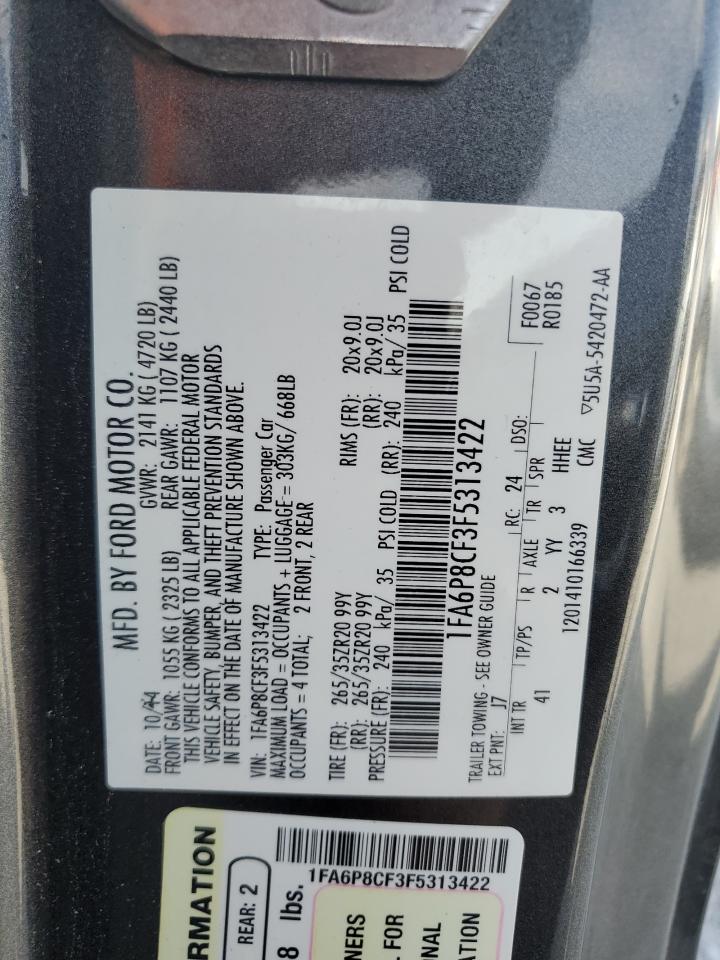 MFD. BY FORD MOTOR CO.
DATE: 10/14 GVWR: 2141 KG ( 4720 LB)
FRONT GAWR: 1055 KG ( 2325 LB) REAR GAWR: 1107 KG ( 2440 LB)
THIS VEHICLE CONFORMS TO ALL APPLICABLE FEDERAL MOTOR
VEHICLE SAFETY, BUMPER, AND THEFT PREVENTION STANDARDS
IN EFFECT ON THE DATE OF MANUFACTURE SHOWN ABOVE.
VIN: 1FA6P8CF3F5313422 TYPE: Passenger Car
MAXIMUM LOAD = OCCUPANTS + LUGGAGE = 303KG/ 668LB
OCCUPANTS = 4 TOTAL; 2 FRONT, 2 REAR
TIRE (FR): 265/35ZR20 99Y RIMS (FR): 20x9.0J
(RR): 265/35ZR20 99Y (RR): 20x9.0J
PRESSURE (FR): 240 kPa/ 35 PSI COLD (RR): 240 kPa/ 35 PSI COLD
1FA6P8CF3F5313422
TRAILER TOWING - SEE OWNER GUIDE
EXT PNT: J7 RC: 24 DSO: F0067
R0185
INT TR TP/PS R AXLE TR SPR
41 2 YY 3 HHEE
1201410166339 CMC
▽5U5A-5420472-AA
1FA6P8CF3F5313422
RMATION
REAR: 2
8 lbs.
NERS
FOR
NAL
ATION